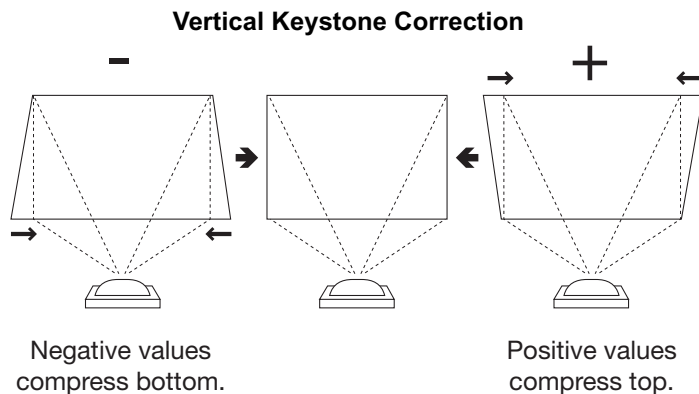 Vertical Keystone Correction
-
+
Negative values
compress bottom.
Positive values
compress top.